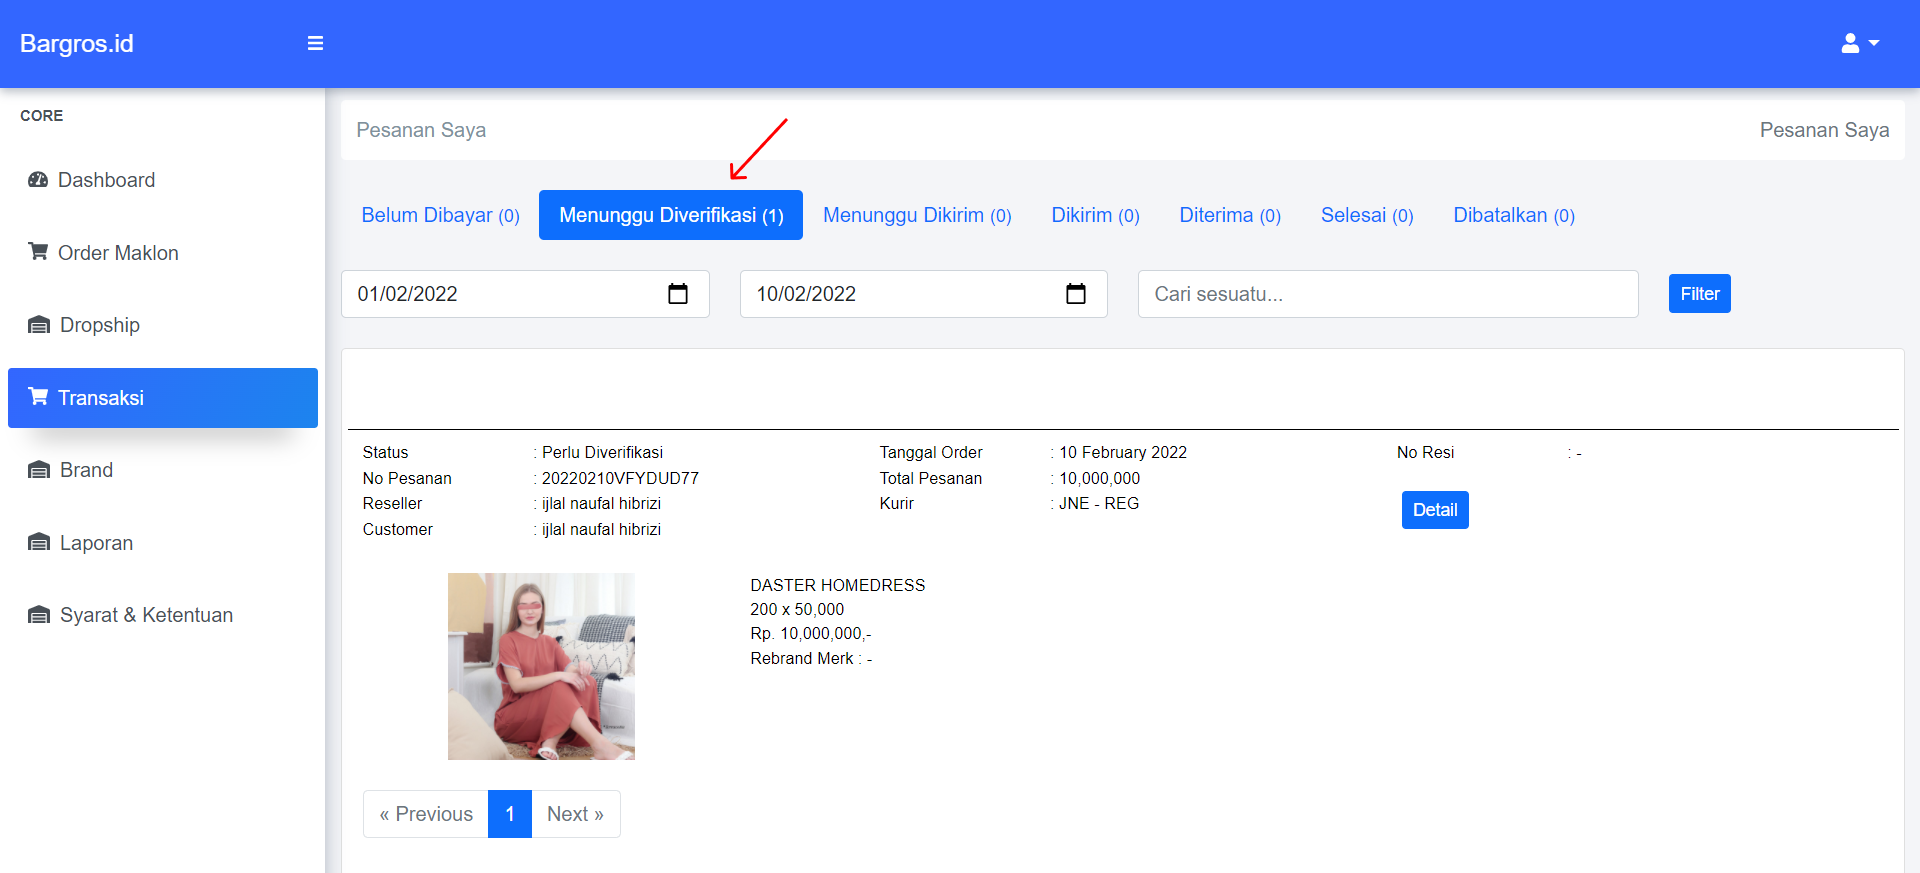 Bargros.id
CORE
Dashboard
Order Maklon
Dropship
Transaksi
Brand
Laporan
Syarat & Ketentuan
Pesanan Saya
Pesanan Saya
Belum Dibayar (0)
Menunggu Diverifikasi (1)
Menunggu Dikirim (0)
Dikirim (0)
Diterima (0)
Selesai (0)
Dibatalkan (0)
01/02/2022
10/02/2022
Cari sesuatu...
Filter
Status : Perlu Diverifikasi
No Pesanan : 20220210VFYDUD77
Reseller : ijlal naufal hibrizi
Customer : ijlal naufal hibrizi
Tanggal Order : 10 February 2022
Total Pesanan : 10,000,000
Kurir : JNE - REG
No Resi : -
Detail
DASTER HOMEDRESS
200 x 50,000
Rp. 10,000,000,-
Rebrand Merk : -
« Previous 1 Next »